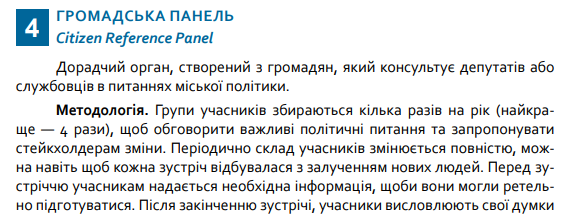 4
ГРОМАДСЬКА ПАНЕЛЬ
Citizen Reference Panel
Дорадчий орган, створений з громадян, який консультує депутатів або
службовців в питаннях міської політики.
Методологія. Групи учасників збираються кілька разів на рік (найкра-
ще — 4 рази), щоб обговорити важливі політичні питання та запропонувати
стейкхолдерам зміни. Періодично склад учасників змінюється повністю, мож-
на навіть щоб кожна зустріч відбувалася з залученням нових людей. Перед зу-
стріччю учасникам надається необхідна інформація, щоби вони могли ретель-
но підготуватися. Після закінченню зустрічі, учасники висловлюють свої думки